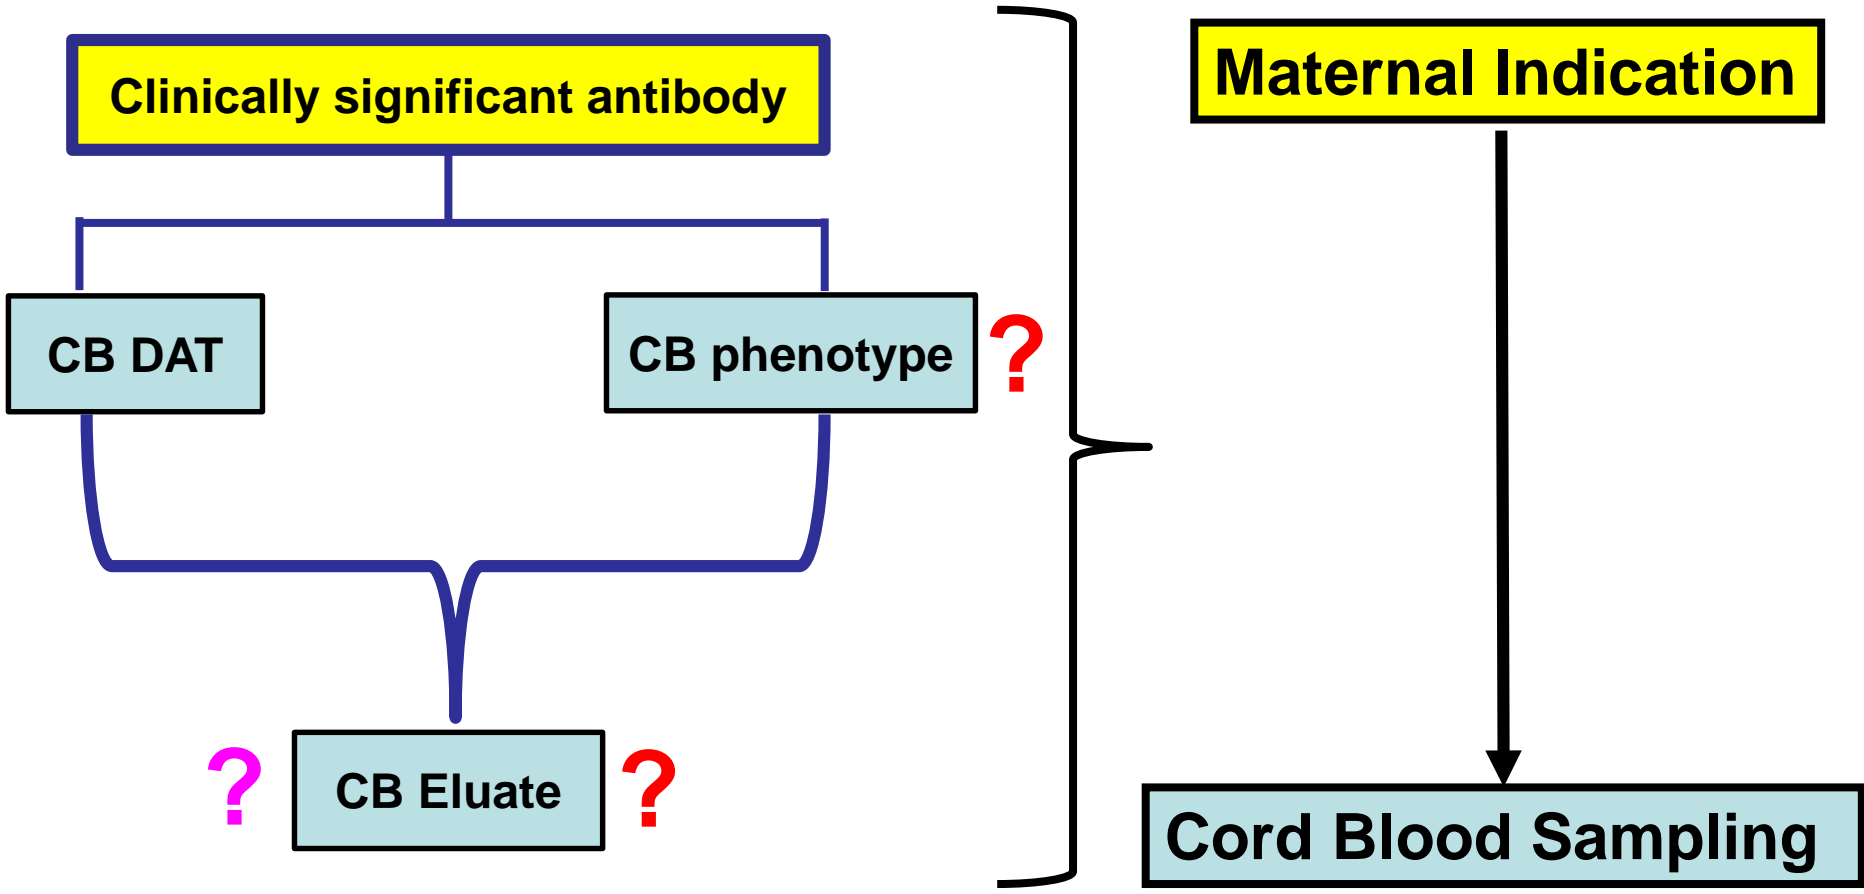 Clinically significant antibody
CB DAT
CB phenotype
?
?
CB Eluate
?
Maternal Indication
Cord Blood Sampling